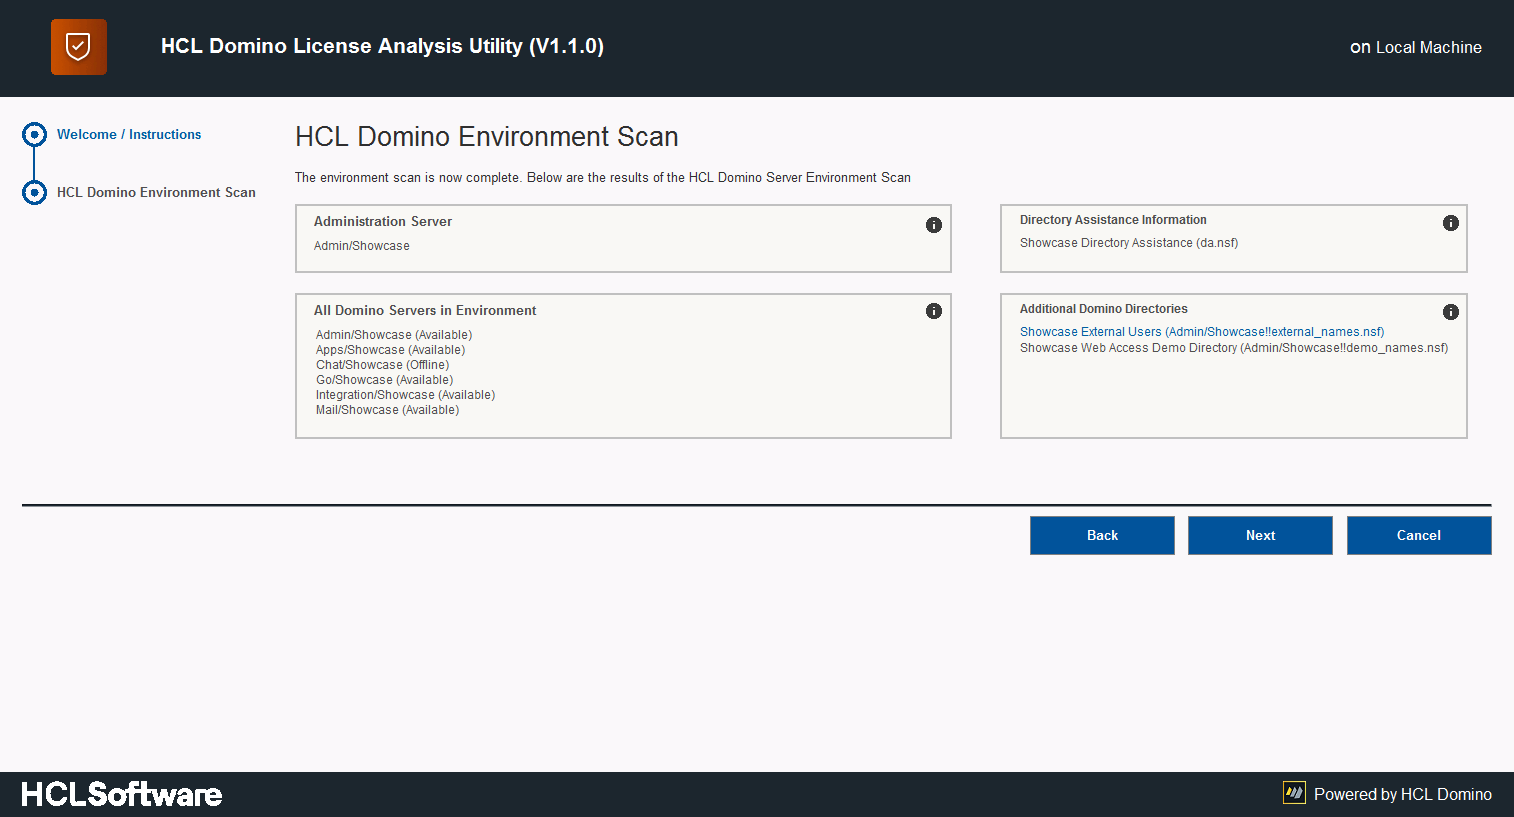 HCL Domino License Analysis Utility (V1.1.0)
on Local Machine
Welcome / Instructions
HCL Domino Environment Scan
HCL Domino Environment Scan
The environment scan is now complete. Below are the results of the HCL Domino Server Environment Scan
Administration Server
Admin/Showcase
Directory Assistance Information
Showcase Directory Assistance (da.nsf)
All Domino Servers in Environment
Admin/Showcase (Available)
Apps/Showcase (Available)
Chat/Showcase (Offline)
Go/Showcase (Available)
Integration/Showcase (Available)
Mail/Showcase (Available)
Additional Domino Directories
Showcase External Users (Admin/Showcase!!external_names.nsf)
Showcase Web Access Demo Directory (Admin/Showcase!!demo_names.nsf)
Back
Next
Cancel
HCLSoftware
Powered by HCL Domino